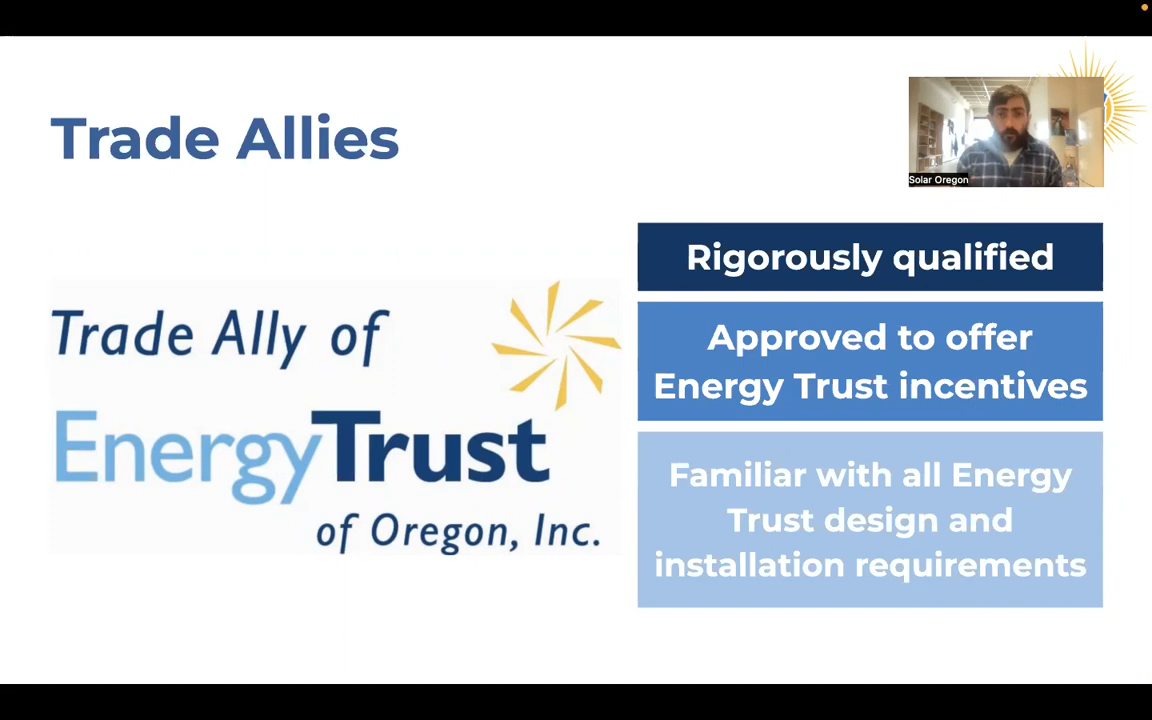 Trade Allies
Solar Oregon
Trade Ally of
EnergyTrust
of Oregon, Inc.
Rigorously qualified
Approved to offer
Energy Trust incentives
Familiar with all Energy
Trust design and
installation requirements